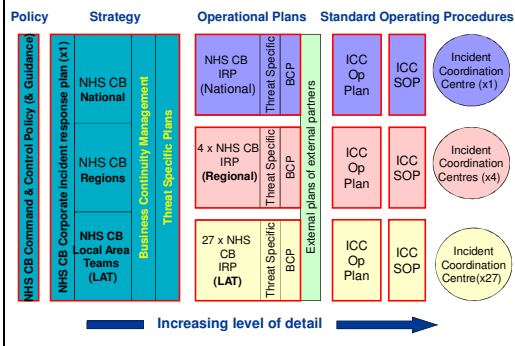 Policy
Strategy
Operational Plans
Standard Operating Procedures
NHS CB Command & Control Policy (& Guidance)
NHS CB Corporate incident response plan (x1)
NHS CB
National
NHS CB
Regions
NHS CB
Local Area
Teams
(LAT)
Business Continuity Management
Threat Specific Plans
NHS CB
IRP
(National)
Threat Specific
BCP
4 x NHS CB
IRP
(Regional)
Threat Specific
BCP
27 x NHS
CB
IRP
(LAT)
Threat Specific
BCP
External plans of external partners
ICC
Op
Plan
ICC
SOP
Incident
Coordination
Centre (x1)
ICC
Op
Plan
ICC
SOP
Incident
Coordination
Centres (x4)
ICC
Op
Plan
ICC
SOP
Incident
Coordination
Centre(x27)
Increasing level of detail